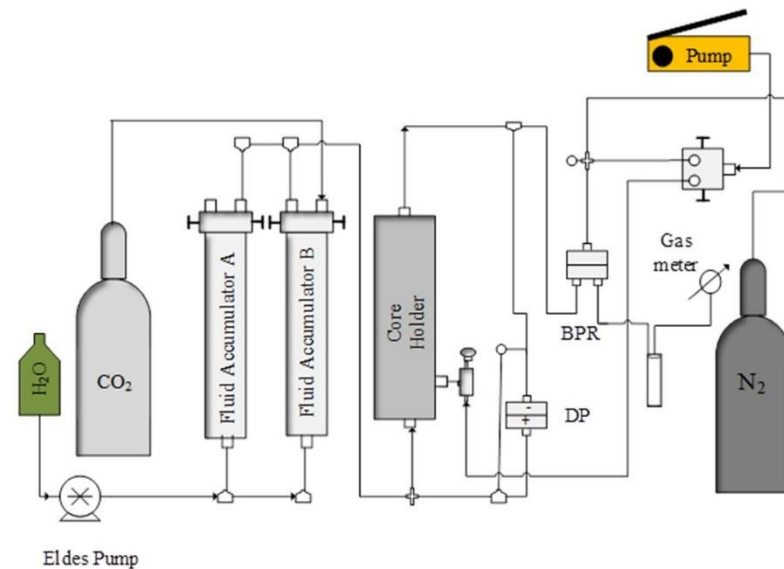 Pump
Gas
meter
Fluid Accumulator A
Fluid Accumulator B
Core
Holder
BPR
H₂O
CO₂
N₂
-
+
DP
Eldes Pump